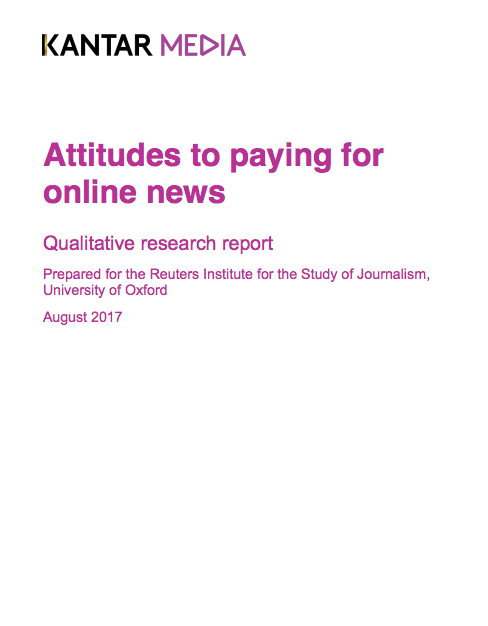 KANTAR MEDIA
Attitudes to paying for
online news
Qualitative research report
Prepared for the Reuters Institute for the Study of Journalism,
University of Oxford
August 2017